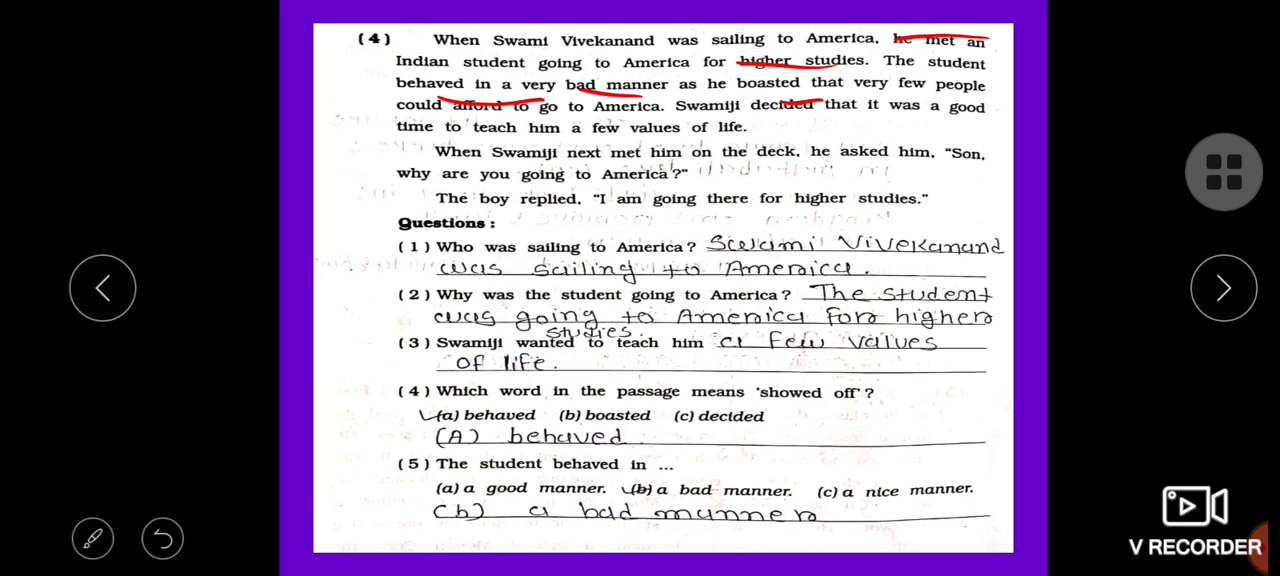 (4) When Swami Vivekanand was sailing to America, he met an
Indian student going to America for higher studies. The student
behaved in a very bad manner as he boasted that very few people
could afford to go to America. Swamiji decided that it was a good
time to teach him a few values of life.
When Swamiji next met him on the deck, he asked him, “Son,
why are you going to America?”
The boy replied, “I am going there for higher studies.”
Questions :
(1) Who was sailing to America? Swami Vivekanand
was sailing to America.
(2) Why was the student going to America? The student
was going to America for higher
studies.
(3) Swamiji wanted to teach him a few values
of life.
(4) Which word in the passage means ‘showed off’?
(a) behaved (b) boasted (c) decided
(A) behaved
(5) The student behaved in ...
(a) a good manner. (b) a bad manner. (c) a nice manner.
(b) a bad manner
V RECORDER